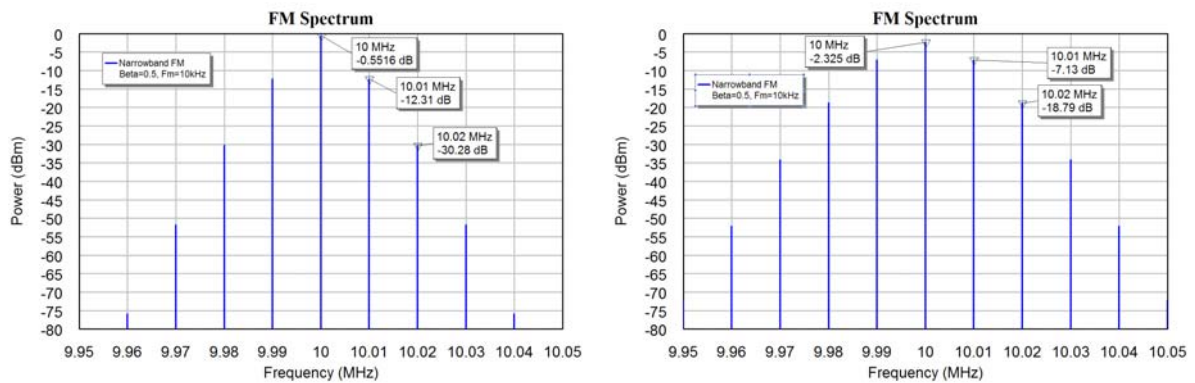 FM Spectrum
0
-5
-10
-15
-20
-25
-30
-35
-40
-45
-50
-55
-60
-65
-70
-75
-80
Power (dBm)
Narrowband FM
Beta=0.5, Fm=10kHz
10 MHz
-0.5516 dB
10.01 MHz
-12.31 dB
10.02 MHz
-30.28 dB
9.95 9.96 9.97 9.98 9.99 10 10.01 10.02 10.03 10.04 10.05
Frequency (MHz)
FM Spectrum
0
-5
-10
-15
-20
-25
-30
-35
-40
-45
-50
-55
-60
-65
-70
-75
-80
Power (dBm)
10 MHz
-2.325 dB
10.01 MHz
-7.13 dB
Narrowband FM
Beta=0.5, Fm=10kHz
10.02 MHz
-18.79 dB
9.95 9.96 9.97 9.98 9.99 10 10.01 10.02 10.03 10.04 10.05
Frequency (MHz)